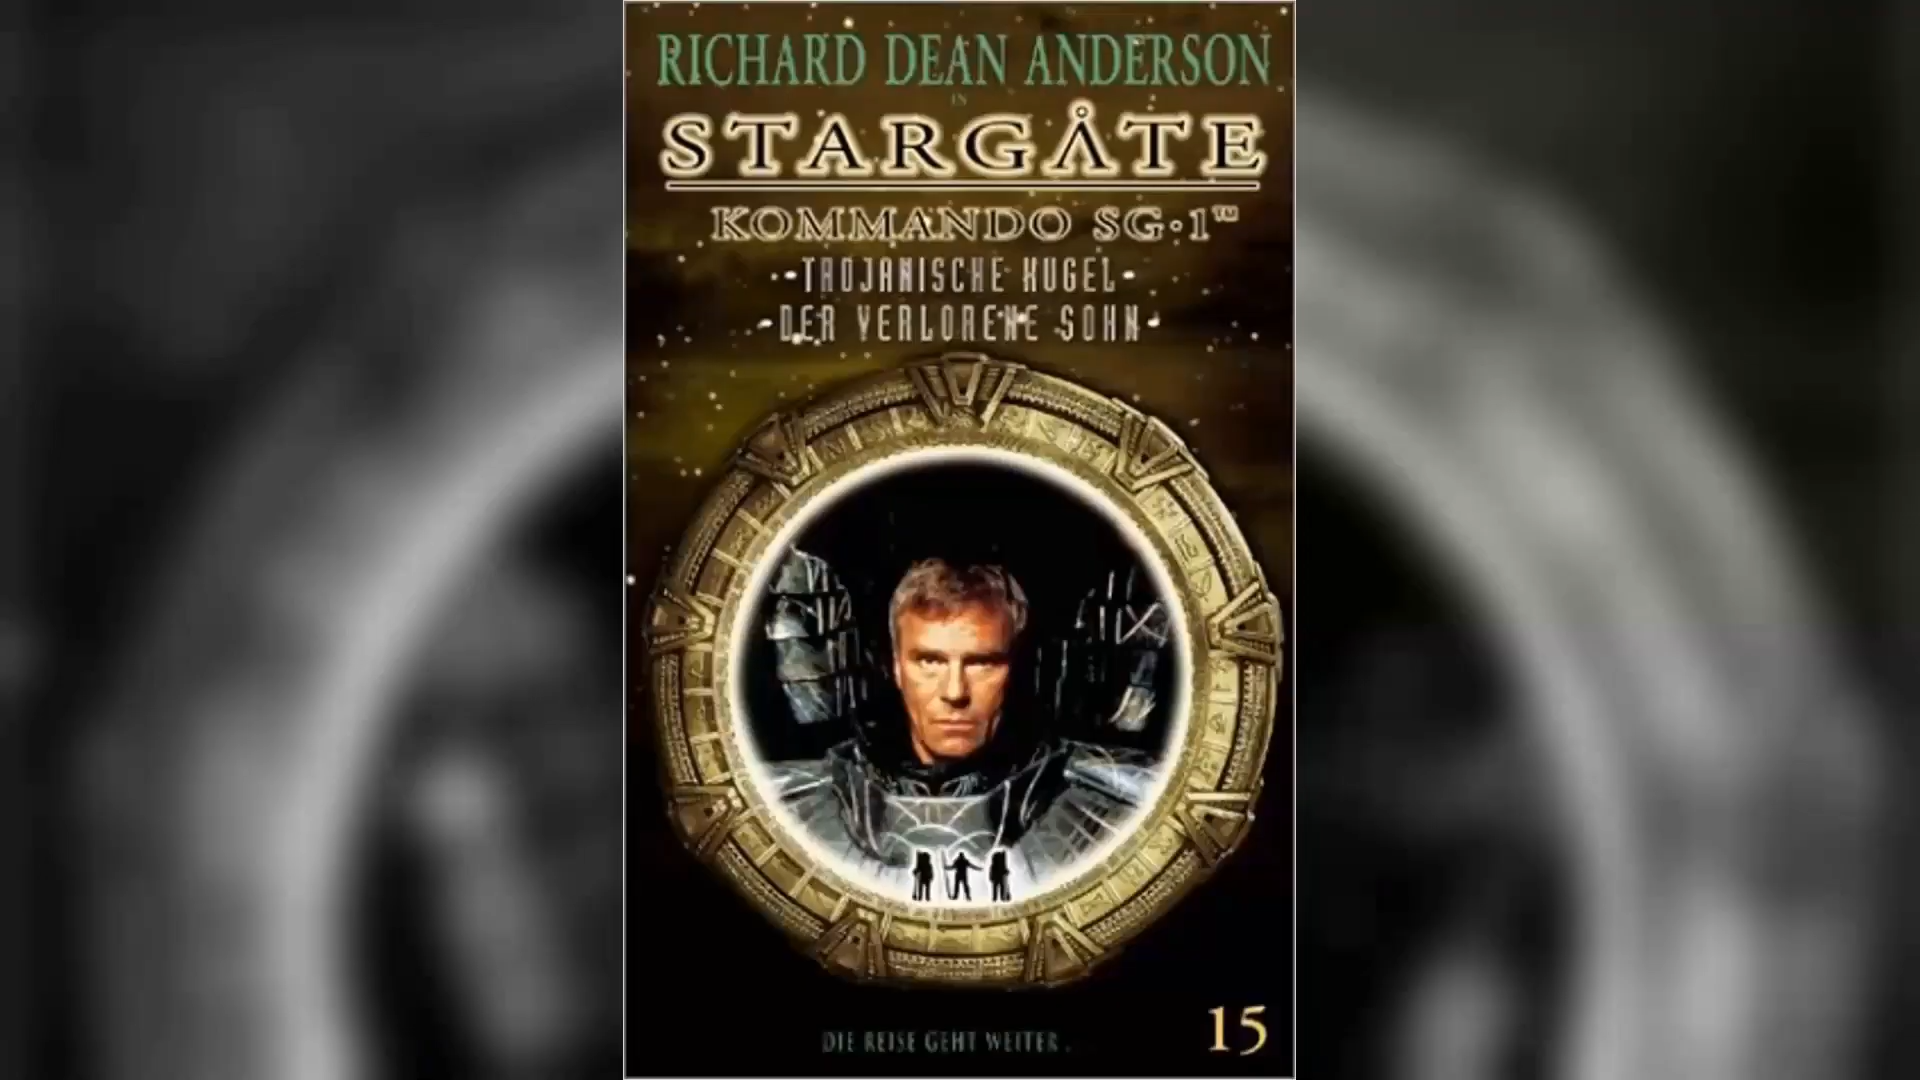 RICHARD DEAN ANDERSON
IN
STARGÅTE
KOMMANDO SG·1™
·TROJANISCHE KUGEL·
·DER VERLORENE SOHN·
DIE REISE GEHT WEITER...
15